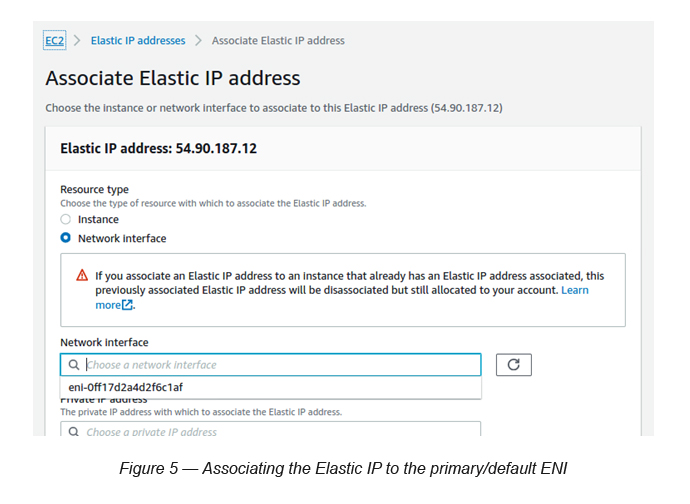 EC2 > Elastic IP addresses > Associate Elastic IP address
Associate Elastic IP address
Choose the instance or network interface to associate to this Elastic IP address (54.90.187.12)
Elastic IP address: 54.90.187.12
Resource type
Choose the type of resource with which to associate the Elastic IP address.
Instance
Network interface
If you associate an Elastic IP address to an instance that already has an Elastic IP address associated, this
previously associated Elastic IP address will be disassociated but still allocated to your account. Learn
more.
Network interface
Choose a network interface
eni-0ff17d2a4d2f6c1af
Private IP address
The private IP address with which to associate the Elastic IP address.
Choose a private IP address
Figure 5 — Associating the Elastic IP to the primary/default ENI